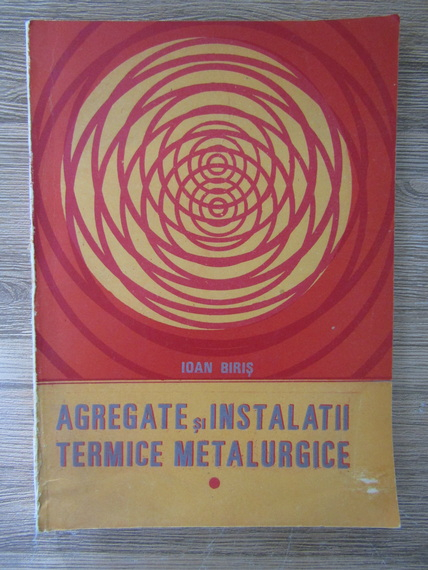 IOAN BIRIŞ
AGREGATE şi INSTALATII
TERMICE METALURGICE